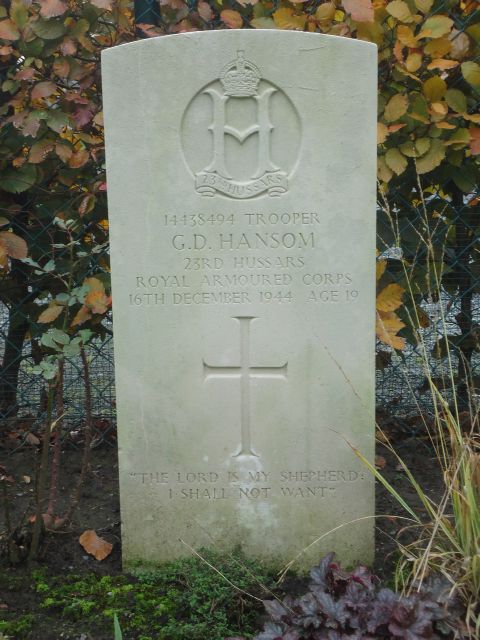 23RD HUSSARS
14438494 TROOPER
G.D. HANSOM
23RD HUSSARS
ROYAL ARMOURED CORPS
16TH DECEMBER 1944 AGE 19
"THE LORD IS MY SHEPHERD:
I SHALL NOT WANT"